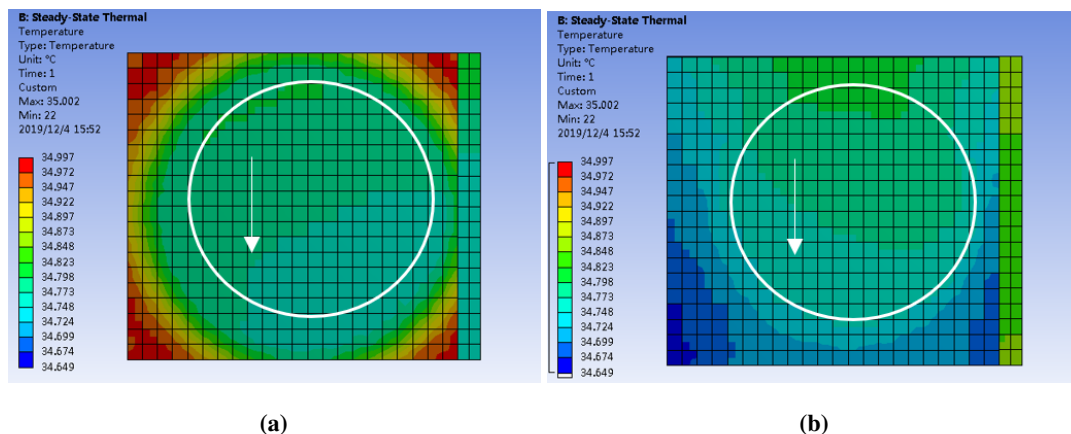 B: Steady-State Thermal
Temperature
Type: Temperature
Unit: °C
Time: 1
Custom
Max: 35.002
Min: 22
2019/12/4 15:52
34.997
34.972
34.947
34.922
34.897
34.873
34.848
34.823
34.798
34.773
34.748
34.724
34.699
34.674
34.649
(a)
B: Steady-State Thermal
Temperature
Type: Temperature
Unit: °C
Time: 1
Custom
Max: 35.002
Min: 22
2019/12/4 15:52
34.997
34.972
34.947
34.922
34.897
34.873
34.848
34.823
34.798
34.773
34.748
34.724
34.699
34.674
34.649
(b)